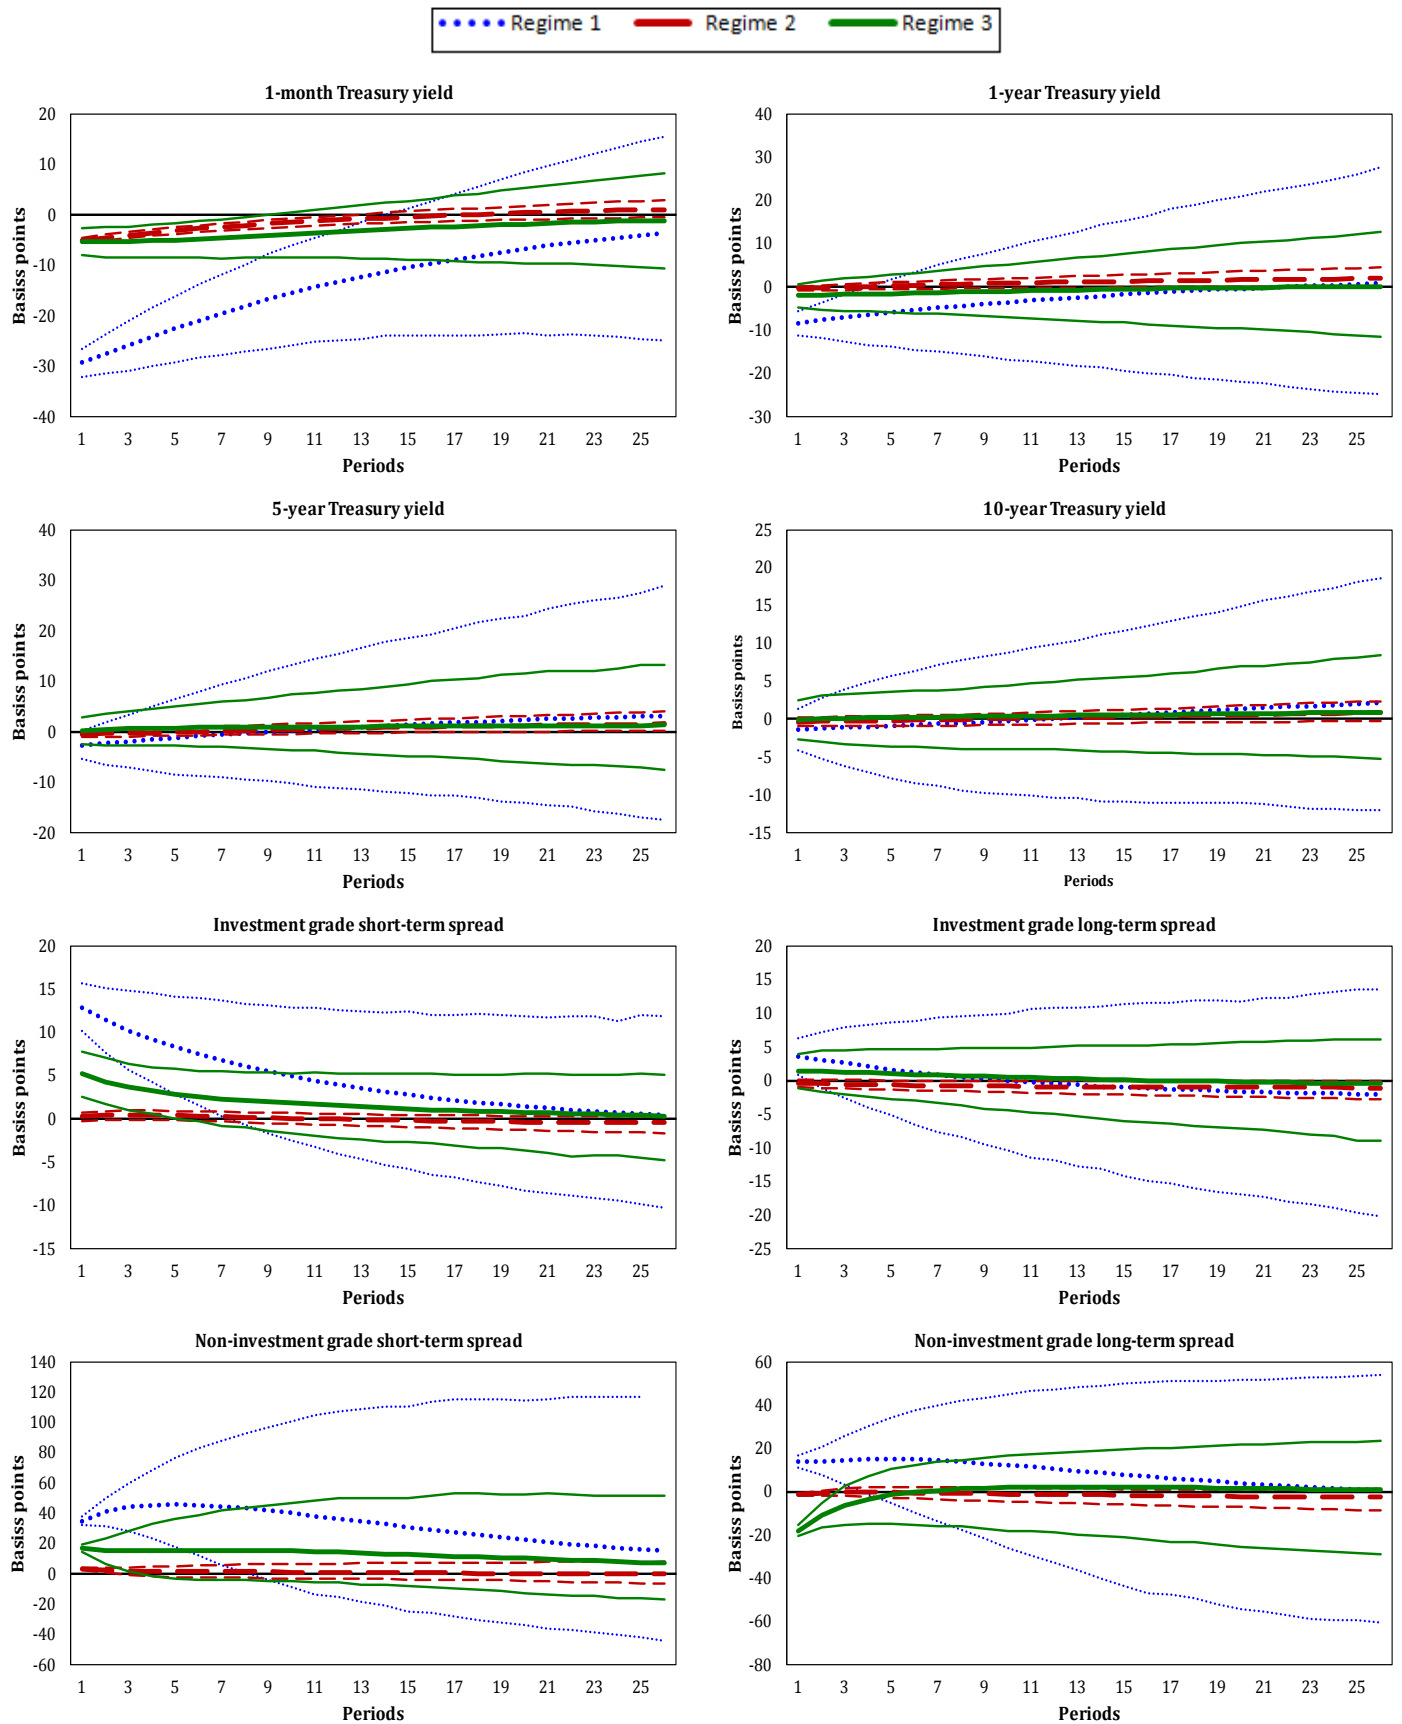 Regime 1 Regime 2 Regime 3
1-month Treasury yield
20
10
0
-10
-20
-30
-40
Basiss points
1 3 5 7 9 11 13 15 17 19 21 23 25
Periods
1-year Treasury yield
40
30
20
10
0
-10
-20
-30
Basiss points
1 3 5 7 9 11 13 15 17 19 21 23 25
Periods
5-year Treasury yield
40
30
20
10
0
-10
-20
Basiss points
1 3 5 7 9 11 13 15 17 19 21 23 25
Periods
10-year Treasury yield
25
20
15
10
5
0
-5
-10
-15
Basiss points
1 3 5 7 9 11 13 15 17 19 21 23 25
Periods
Investment grade short-term spread
20
15
10
5
0
-5
-10
-15
Basiss points
1 3 5 7 9 11 13 15 17 19 21 23 25
Periods
Investment grade long-term spread
20
15
10
5
0
-5
-10
-15
-20
-25
Basiss points
1 3 5 7 9 11 13 15 17 19 21 23 25
Periods
Non-investment grade short-term spread
140
120
100
80
60
40
20
0
-20
-40
-60
Basiss points
1 3 5 7 9 11 13 15 17 19 21 23 25
Periods
Non-investment grade long-term spread
60
40
20
0
-20
-40
-60
-80
Basiss points
1 3 5 7 9 11 13 15 17 19 21 23 25
Periods